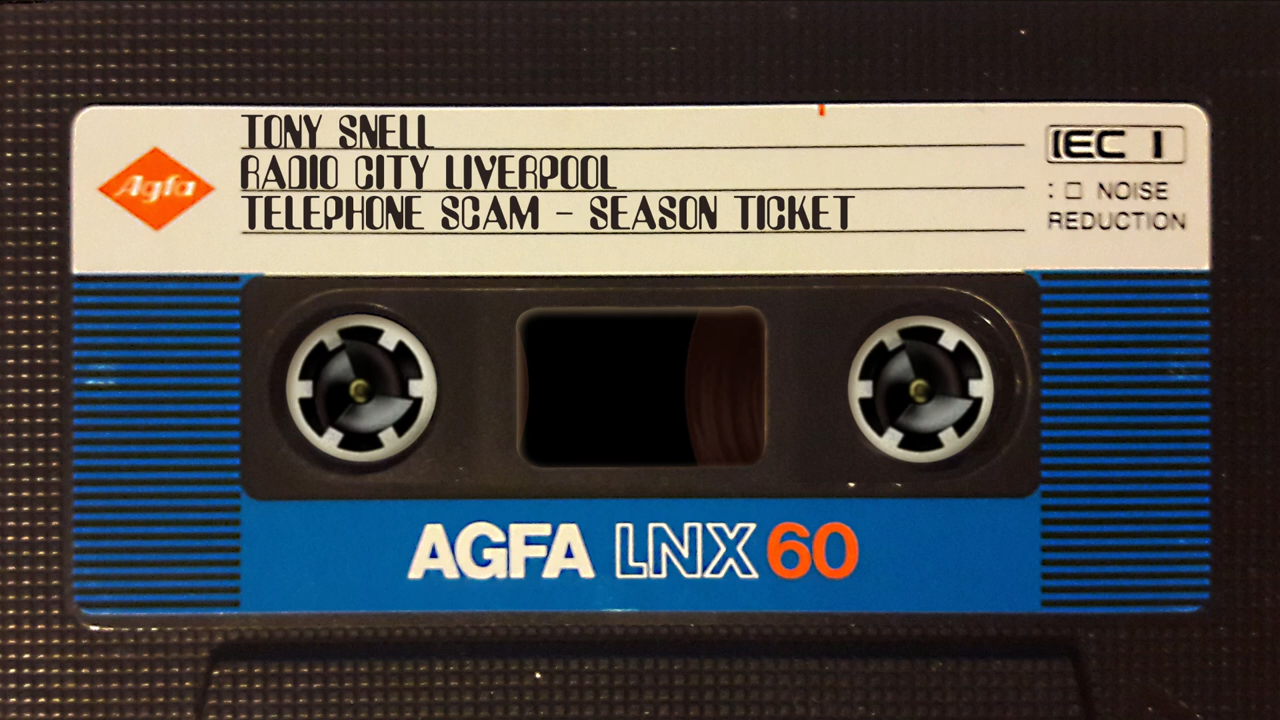 TONY SNELL
RADIO CITY LIVERPOOL
TELEPHONE SCAM - SEASON TICKET
Agfa
IEC I
: □ NOISE
REDUCTION
AGFA LNX 60